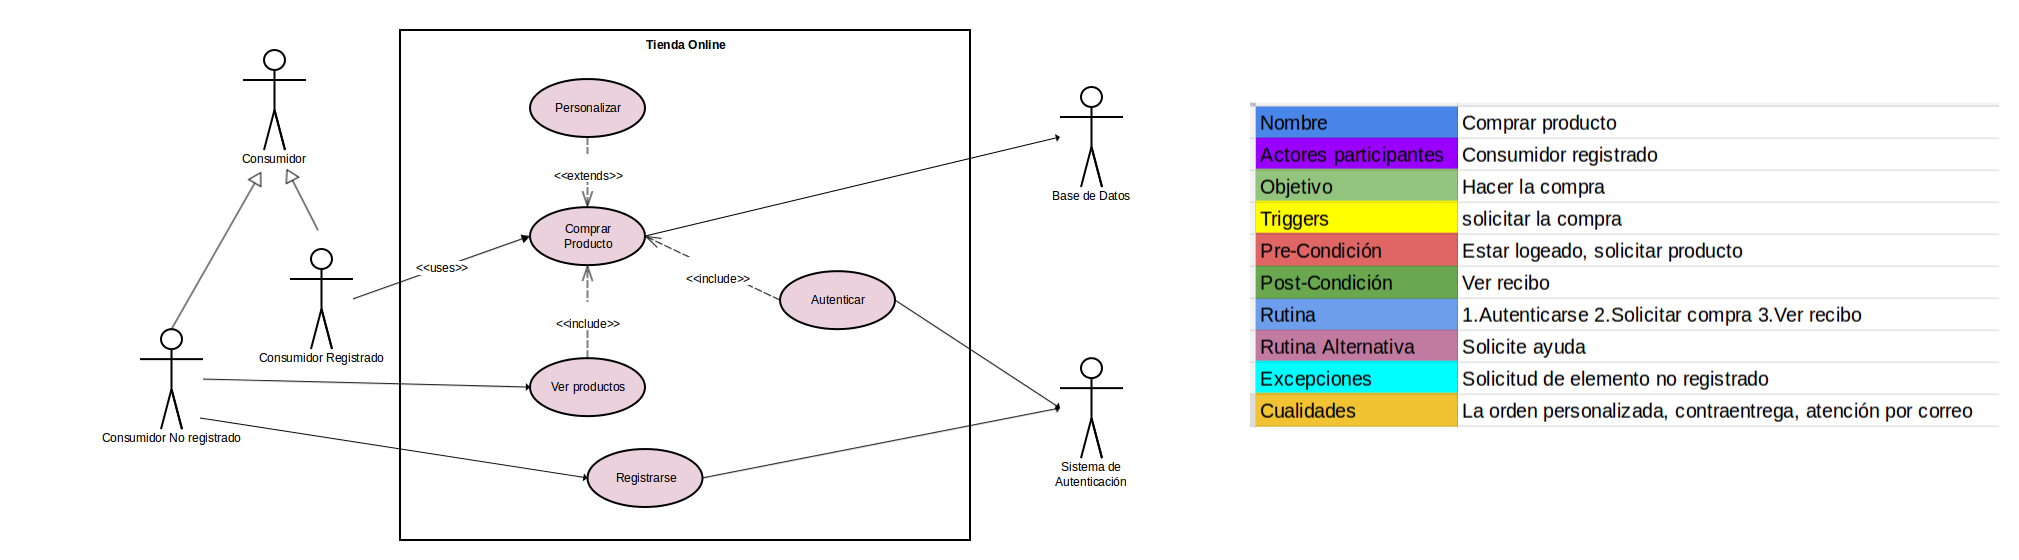 Tienda Online
Personalizar
Consumidor
<<extends>>
Base de Datos
Comprar
Producto
<<uses>>
<<include>>
Autenticar
<<include>>
Consumidor Registrado
Ver productos
Consumidor No registrado
Registrarse
Sistema de
Autenticación
Nombre Comprar producto
Actores participantes Consumidor registrado
Objetivo Hacer la compra
Triggers solicitar la compra
Pre-Condición Estar logeado, solicitar producto
Post-Condición Ver recibo
Rutina 1.Autenticarse 2.Solicitar compra 3.Ver recibo
Rutina Alternativa Solicite ayuda
Excepciones Solicitud de elemento no registrado
Cualidades La orden personalizada, contraentrega, atención por correo